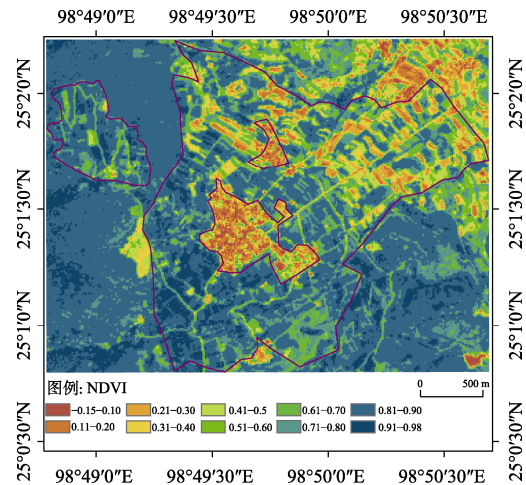 98°49′0″E 98°49′30″E 98°50′0″E 98°50′30″E
25°2′0″N 25°2′0″N
25°1′30″N 25°1′30″N
25°1′0″N 25°1′0″N
25°0′30″N 25°0′30″N
图例: NDVI
0 500 m
−0.15−0.10 0.21−0.30 0.41−0.5 0.61−0.70 0.81−0.90
0.11−0.20 0.31−0.40 0.51−0.60 0.71−0.80 0.91−0.98
98°49′0″E 98°49′30″E 98°50′0″E 98°50′30″E